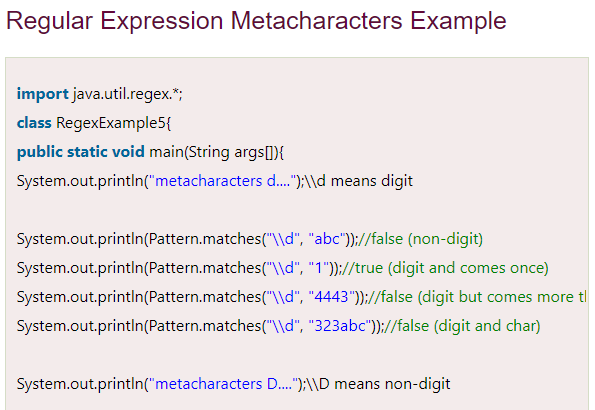 Regular Expression Metacharacters Example
import java.util.regex.*;
class RegexExample5{
public static void main(String args[]){
System.out.println("metacharacters d....");\\d means digit
System.out.println(Pattern.matches("\\d", "abc"));//false (non-digit)
System.out.println(Pattern.matches("\\d", "1"));//true (digit and comes once)
System.out.println(Pattern.matches("\\d", "4443"));//false (digit but comes more
System.out.println(Pattern.matches("\\d", "323abc"));//false (digit and char)
System.out.println("metacharacters D....");\\D means non-digit